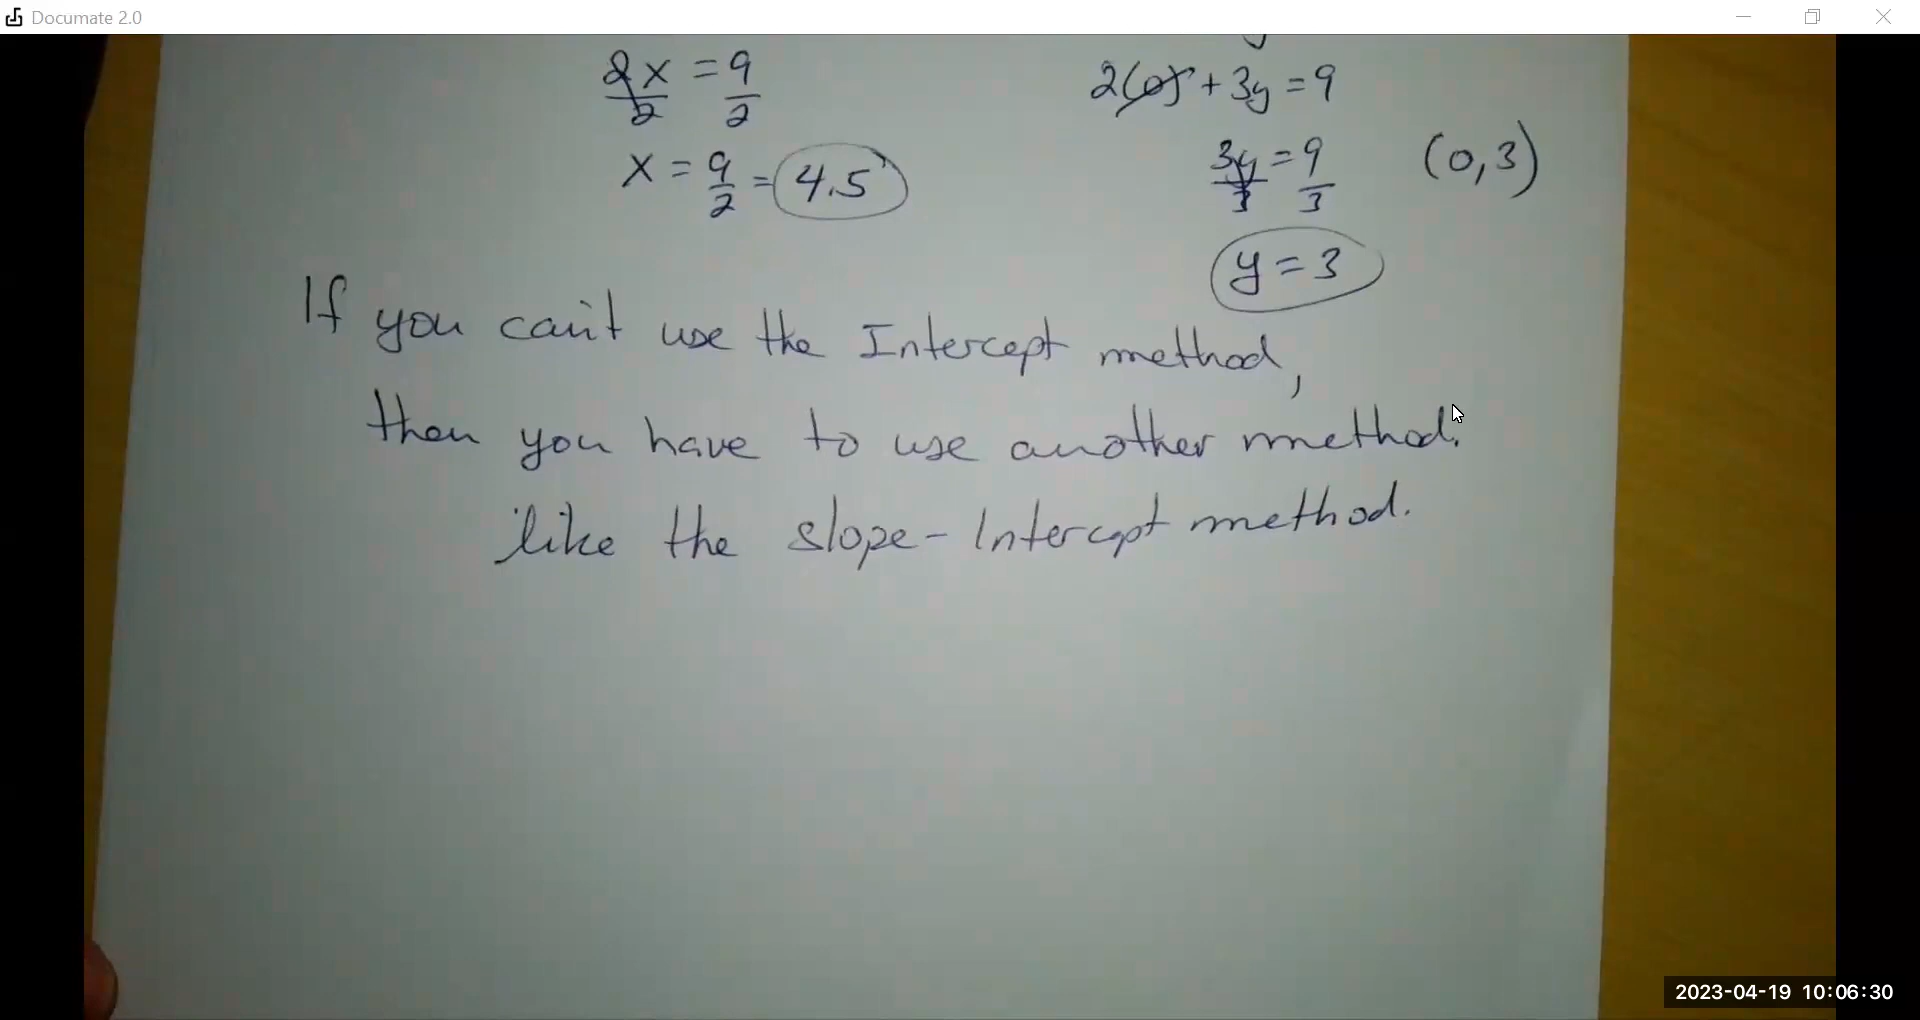 Documate 2.0
2x = 9
2 2
x = 9/2 = 4.5
2(0) + 3y = 9
3y = 9
3 3
(0,3)
y = 3
If you can't use the Intercept method,
then you have to use another method.
like the slope-Intercept method.
2023-04-19 10:06:30